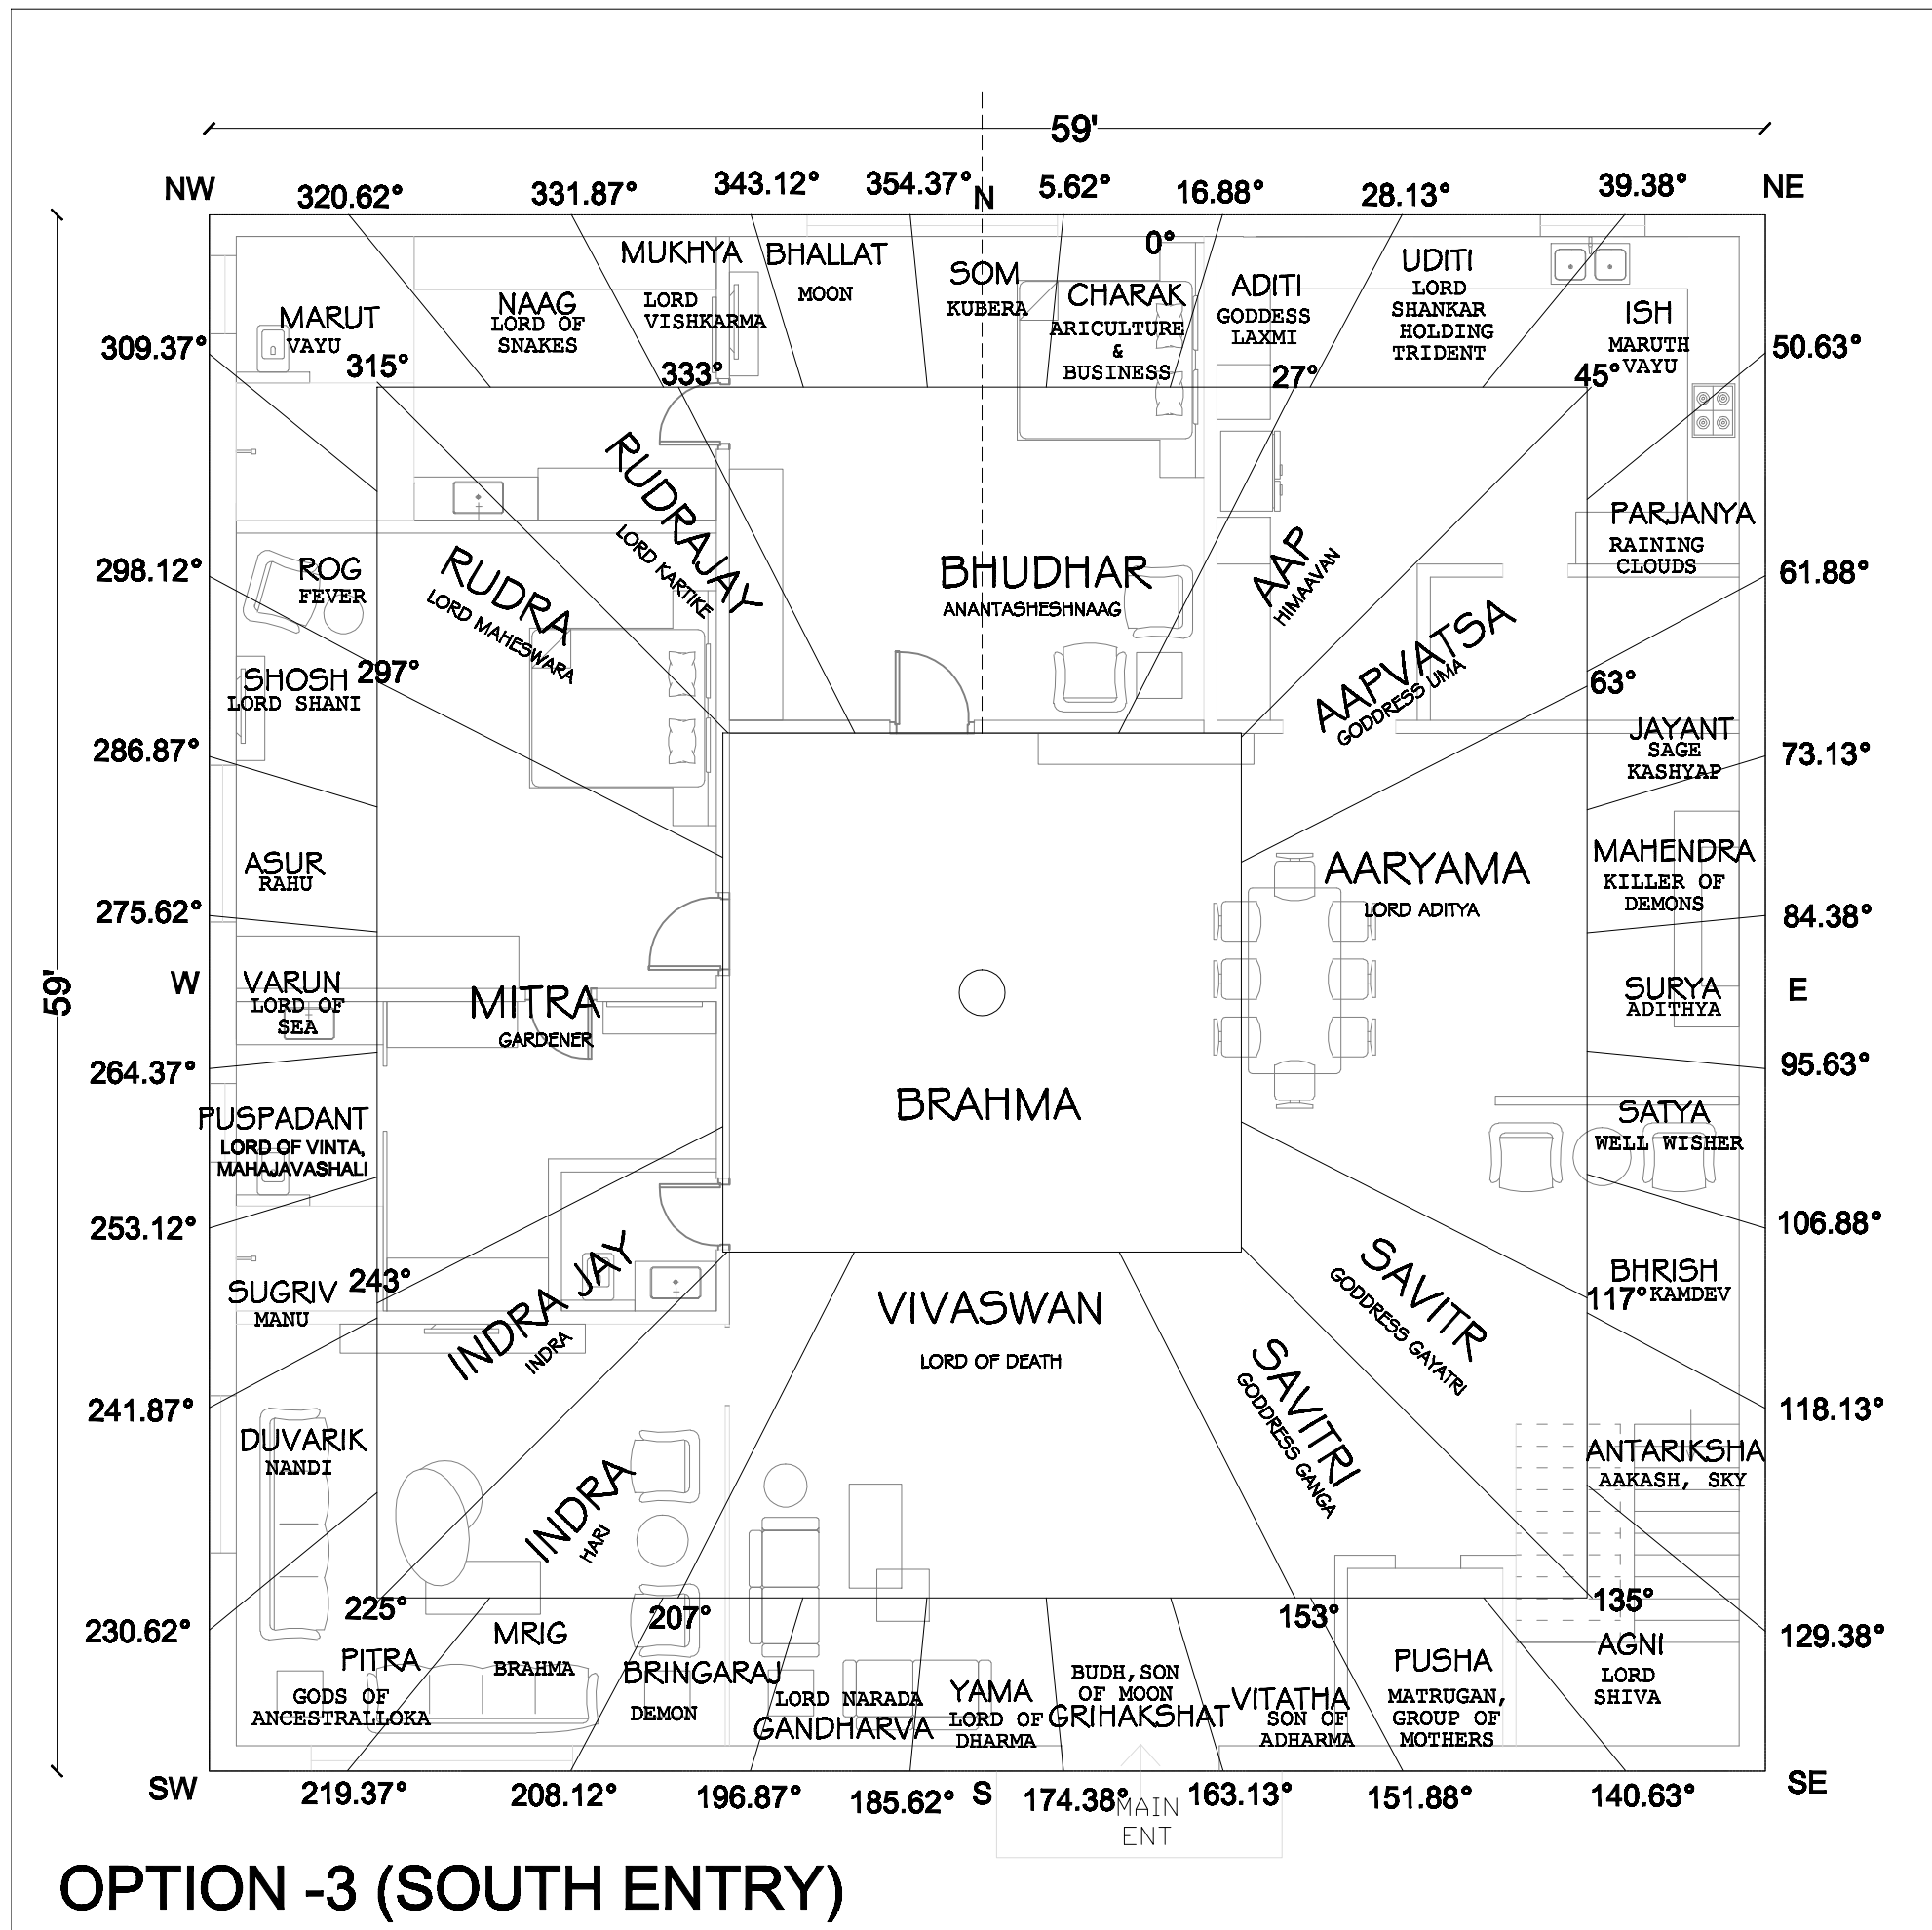 59'
NW
320.62°
331.87°
343.12°
354.37°
N
5.62°
16.88°
28.13°
39.38°
NE
0°
MUKHYA
LORD
VISHKARMA
BHALLAT
MOON
SOM
KUBERA
CHARAK
ARICULTURE
&
BUSINESS
ADITI
GODDESS
LAXMI
UDITI
LORD
SHANKAR
HOLDING
TRIDENT
ISH
MARUTH
VAYU
MARUT
VAYU
NAAG
LORD OF
SNAKES
309.37°
315°
333°
27°
45°
50.63°
RUDRAJAY
LORD KARTIKE
RUDRA
LORD MAHESWARA
BHUDHAR
ANANTASHESHNAAG
AAP
HIMAAVAN
AAPVATSA
GODDRESS UMA
PARJANYA
RAINING
CLOUDS
298.12°
ROG
FEVER
61.88°
SHOSH
LORD SHANI
297°
63°
286.87°
JAYANT
SAGE
KASHYAP
73.13°
ASUR
RAHU
AARYAMA
LORD ADITYA
MAHENDRA
KILLER OF
DEMONS
275.62°
84.38°
59'
W
VARUN
LORD OF
SEA
MITRA
GARDENER
SURYA
ADITHYA
E
264.37°
95.63°
PUSPADANT
LORD OF VINTA,
MAHAJAVASHALI
BRAHMA
SATYA
WELL WISHER
253.12°
106.88°
SUGRIV
MANU
243°
INDRA JAY
INDRA
VIVASWAN
LORD OF DEATH
SAVITR
GODDRESS GAYATRI
BHRISH
KAMDEV
117°
241.87°
118.13°
DUVARIK
NANDI
INDRA
HARI
SAVITRI
GODDRESS GANGA
ANTARIKSHA
AAKASH, SKY
225°
207°
153°
135°
230.62°
129.38°
PITRA
GODS OF
ANCESTRALLOKA
MRIG
BRAHMA
BRINGARAJ
DEMON
LORD NARADA
GANDHARVA
YAMA
LORD OF
DHARMA
BUDH,SON
OF MOON
GRIHAKSHAT
VITATHA
SON OF
ADHARMA
PUSHA
MATRUGAN,
GROUP OF
MOTHERS
AGNI
LORD
SHIVA
SW
219.37°
208.12°
196.87°
185.62°
S
174.38°
MAIN
ENT
163.13°
151.88°
140.63°
SE
OPTION -3 (SOUTH ENTRY)